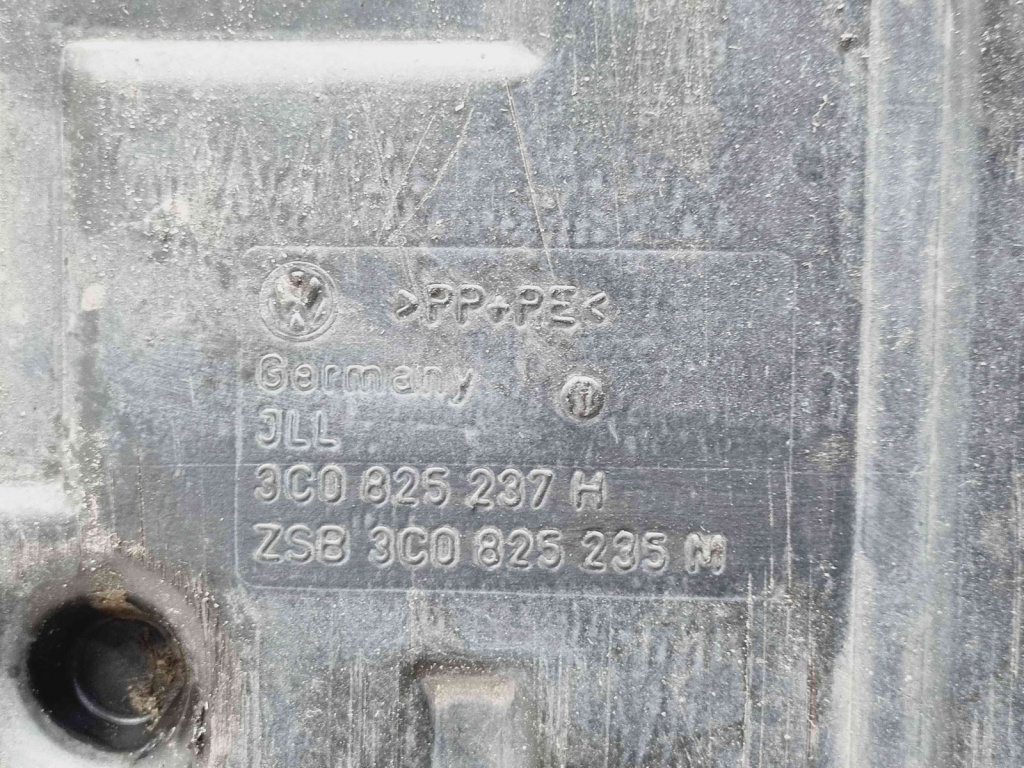 >PP+PE<
Germany
JLL
3C0 825 237 H
ZSB 3C0 825 235 M